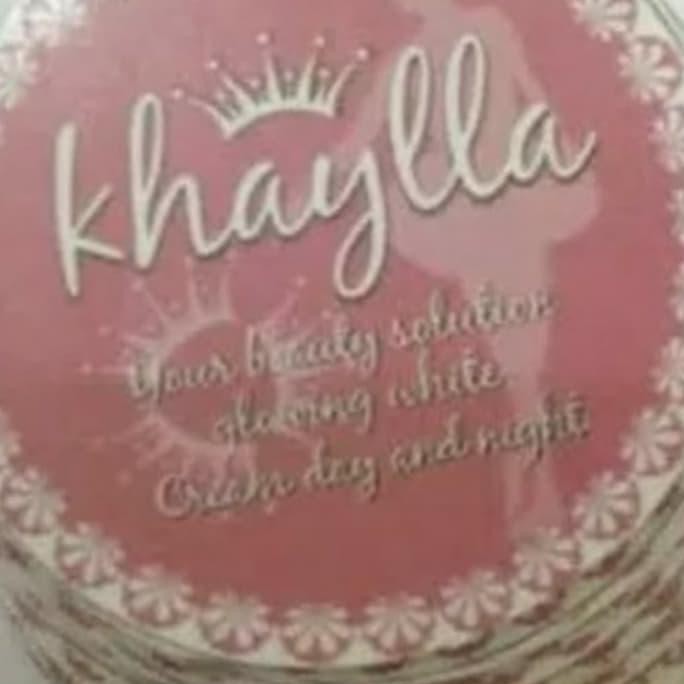 khaylla
Your beauty solution
glowing white
Cream day and night